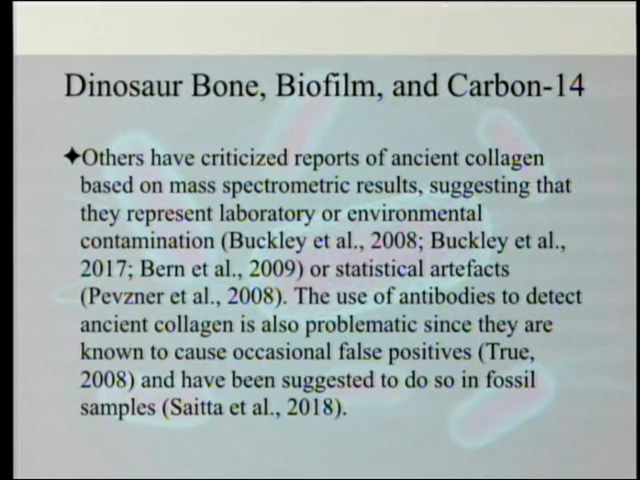 Dinosaur Bone, Biofilm, and Carbon-14
✦Others have criticized reports of ancient collagen
based on mass spectrometric results, suggesting that
they represent laboratory or environmental
contamination (Buckley et al., 2008; Buckley et al.,
2017; Bern et al., 2009) or statistical artefacts
(Pevzner et al., 2008). The use of antibodies to detect
ancient collagen is also problematic since they are
known to cause occasional false positives (True,
2008) and have been suggested to do so in fossil
samples (Saitta et al., 2018).